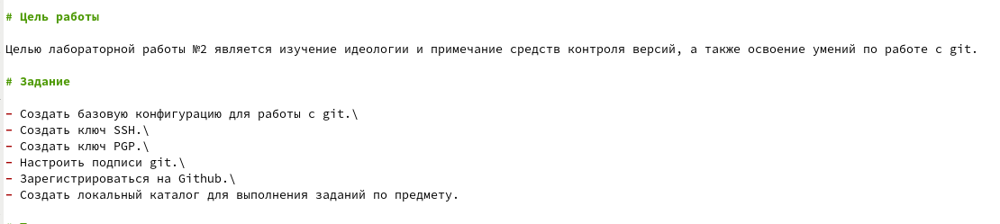 # Цель работы
Целью лабораторной работы №2 является изучение идеологии и примечание средств контроля версий, а также освоение умений по работе с git.
# Задание
- Создать базовую конфигурацию для работы с git.\
- Создать ключ SSH.\
- Создать ключ PGP.\
- Настроить подписи git.\
- Зарегистрироваться на Github.\
- Создать локальный каталог для выполнения заданий по предмету.